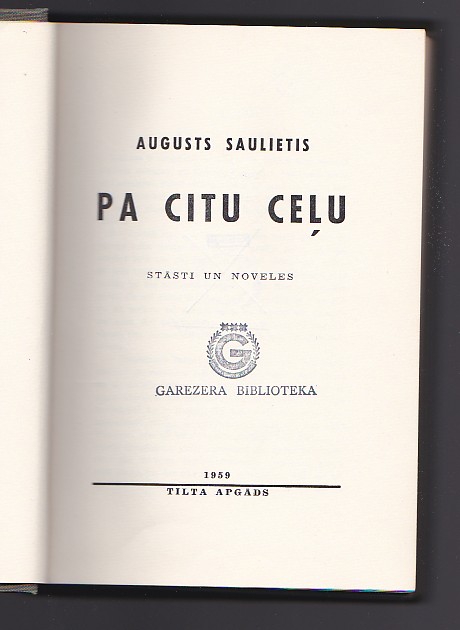 AUGUSTS SAULIETIS
PA CITU CEĻU
STĀSTI UN NOVELES
G
GAREZERA BIBLIOTEKA
1959
TILTA APGĀDS